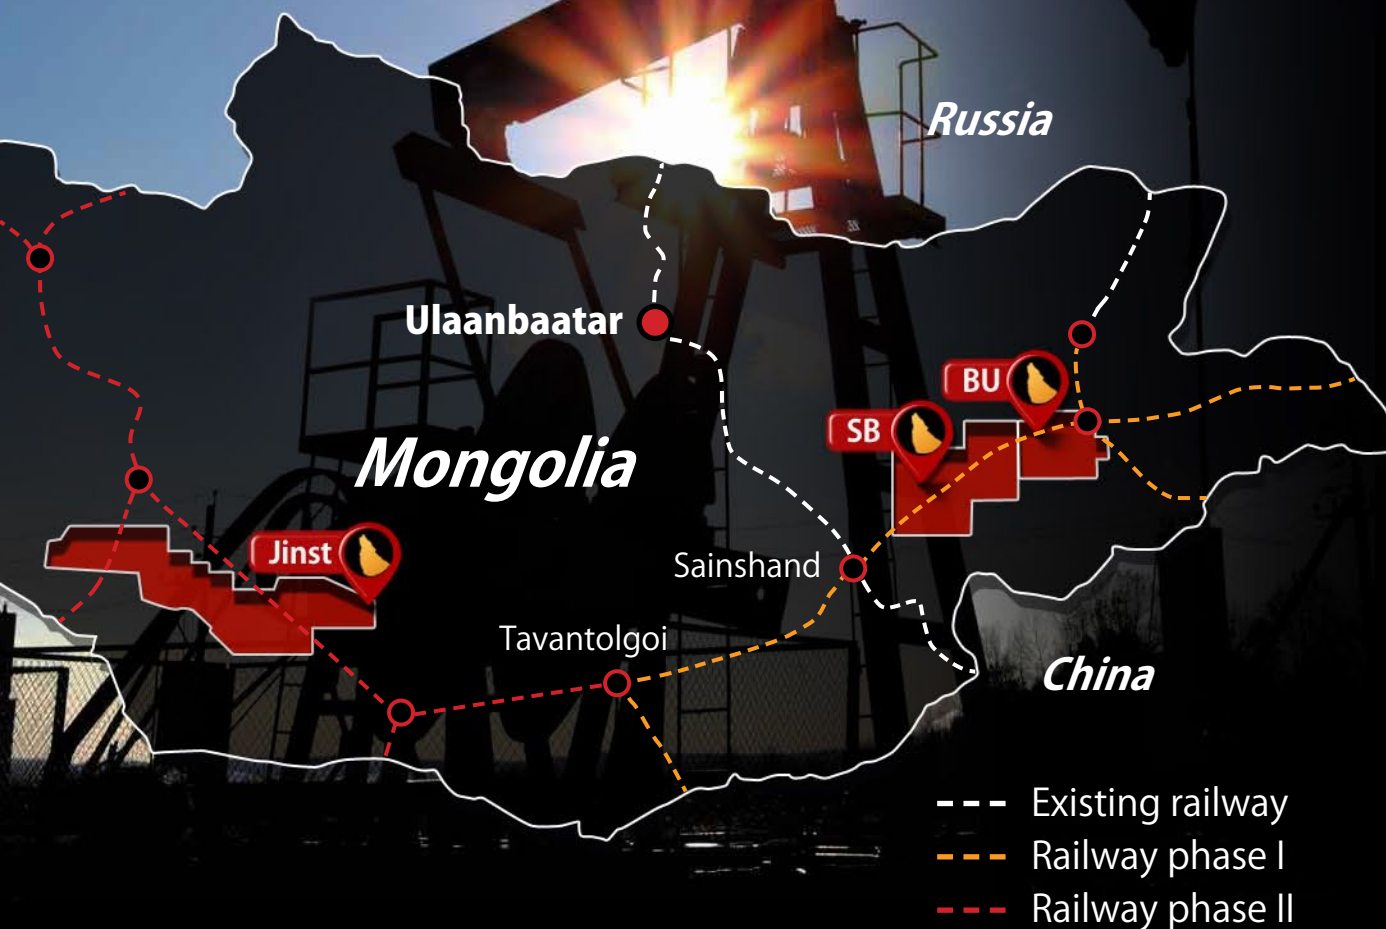 Russia
Ulaanbaatar
BU
SB
Mongolia
Jinst
Sainshand
Tavantolgoi
China
Existing railway
Railway phase I
Railway phase II